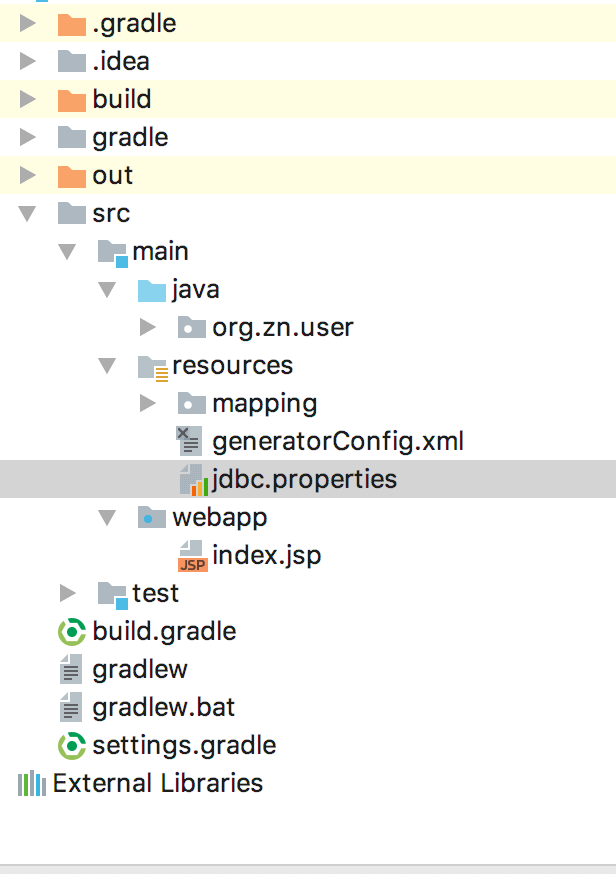 .gradle
.idea
build
gradle
out
src
main
java
org.zn.user
resources
mapping
generatorConfig.xml
jdbc.properties
webapp
JSP index.jsp
test
build.gradle
gradlew
gradlew.bat
settings.gradle
External Libraries